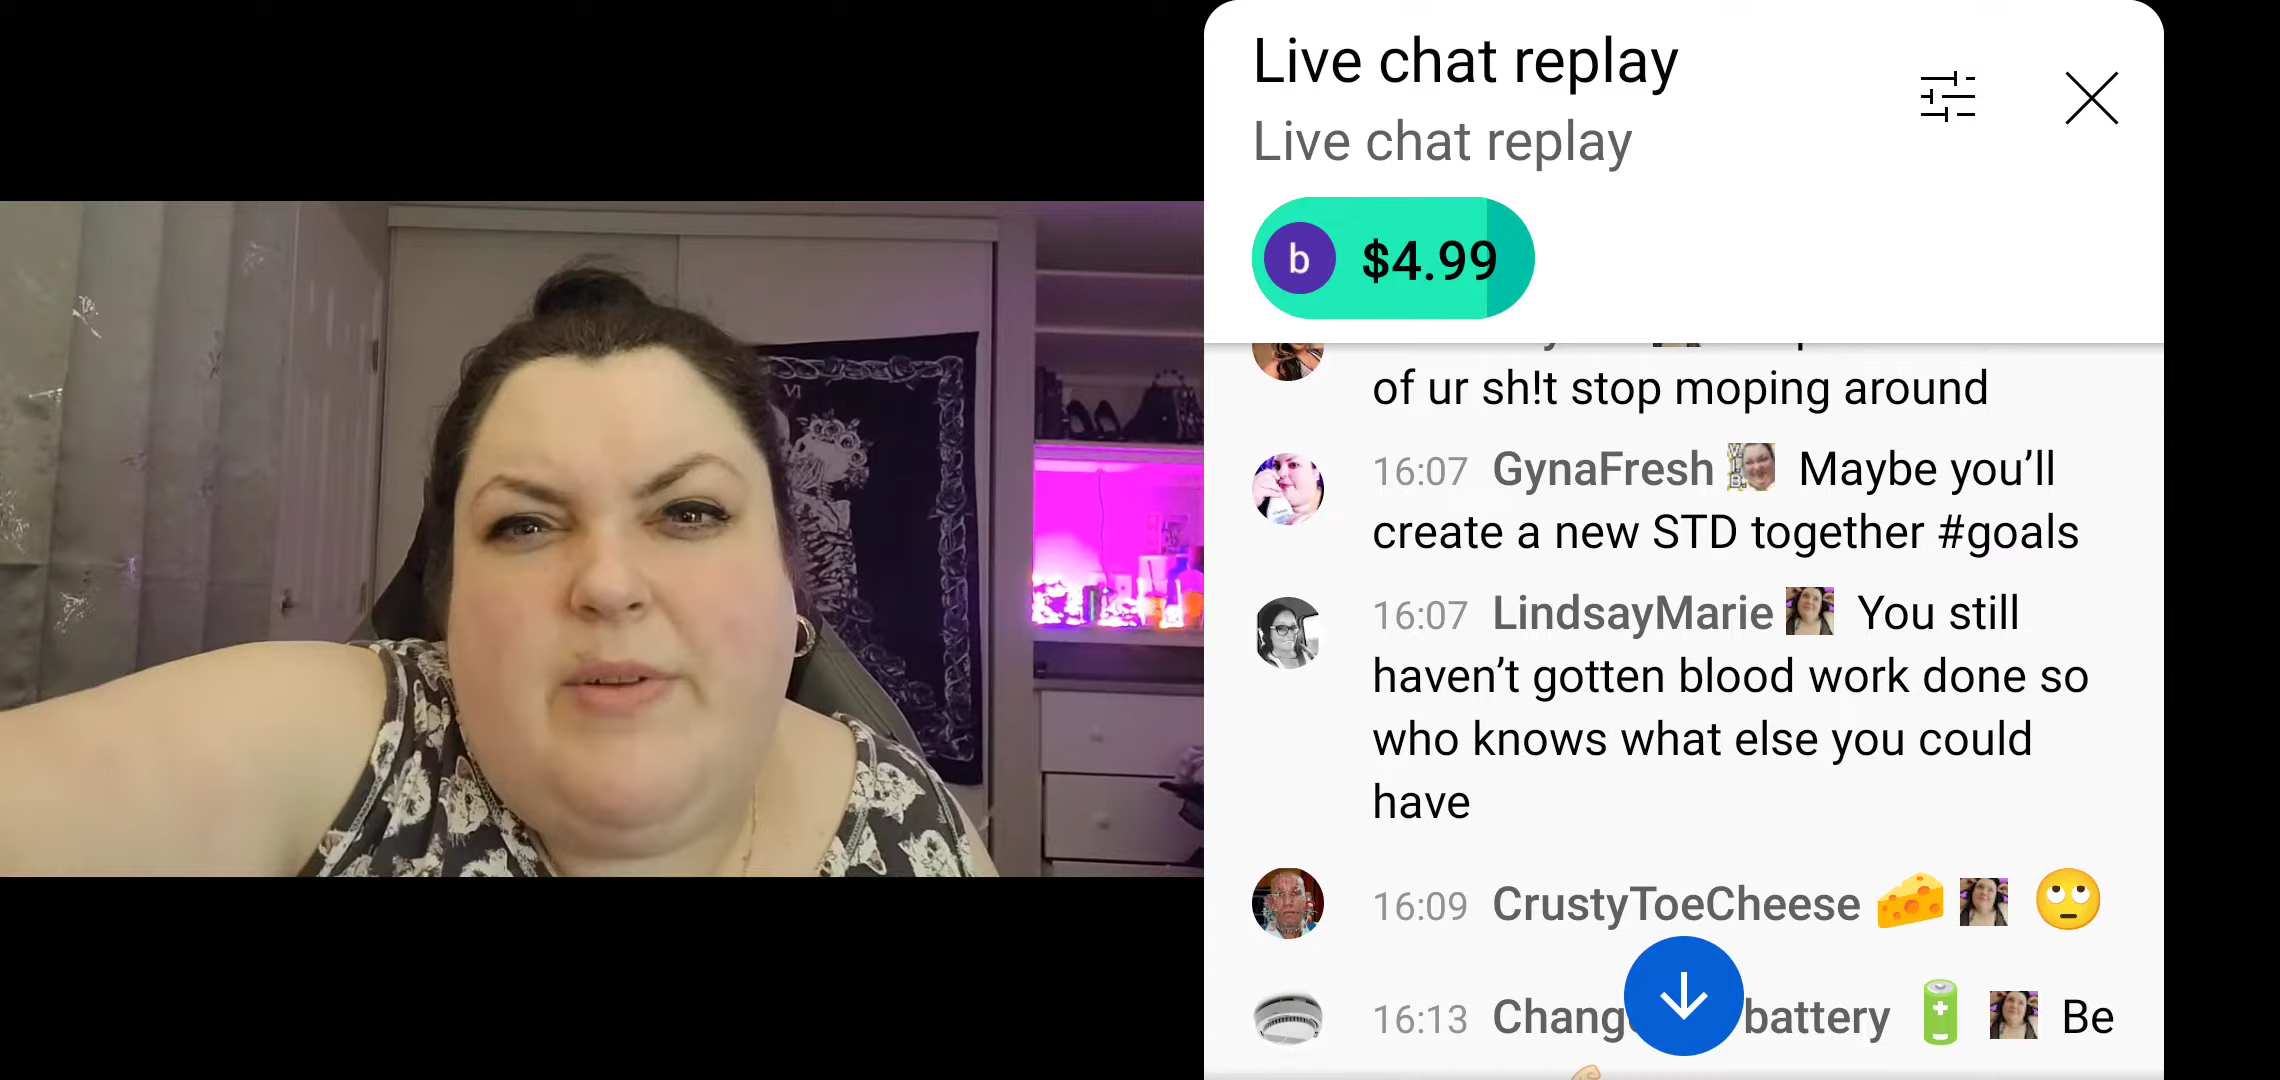 Live chat replay
Live chat replay
b $4.99
of ur sh!t stop moping around
16:07 GynaFresh Maybe you’ll
create a new STD together #goals
16:07 LindsayMarie You still
haven’t gotten blood work done so
who knows what else you could
have
16:09 CrustyToeCheese
16:13 battery Be
VI